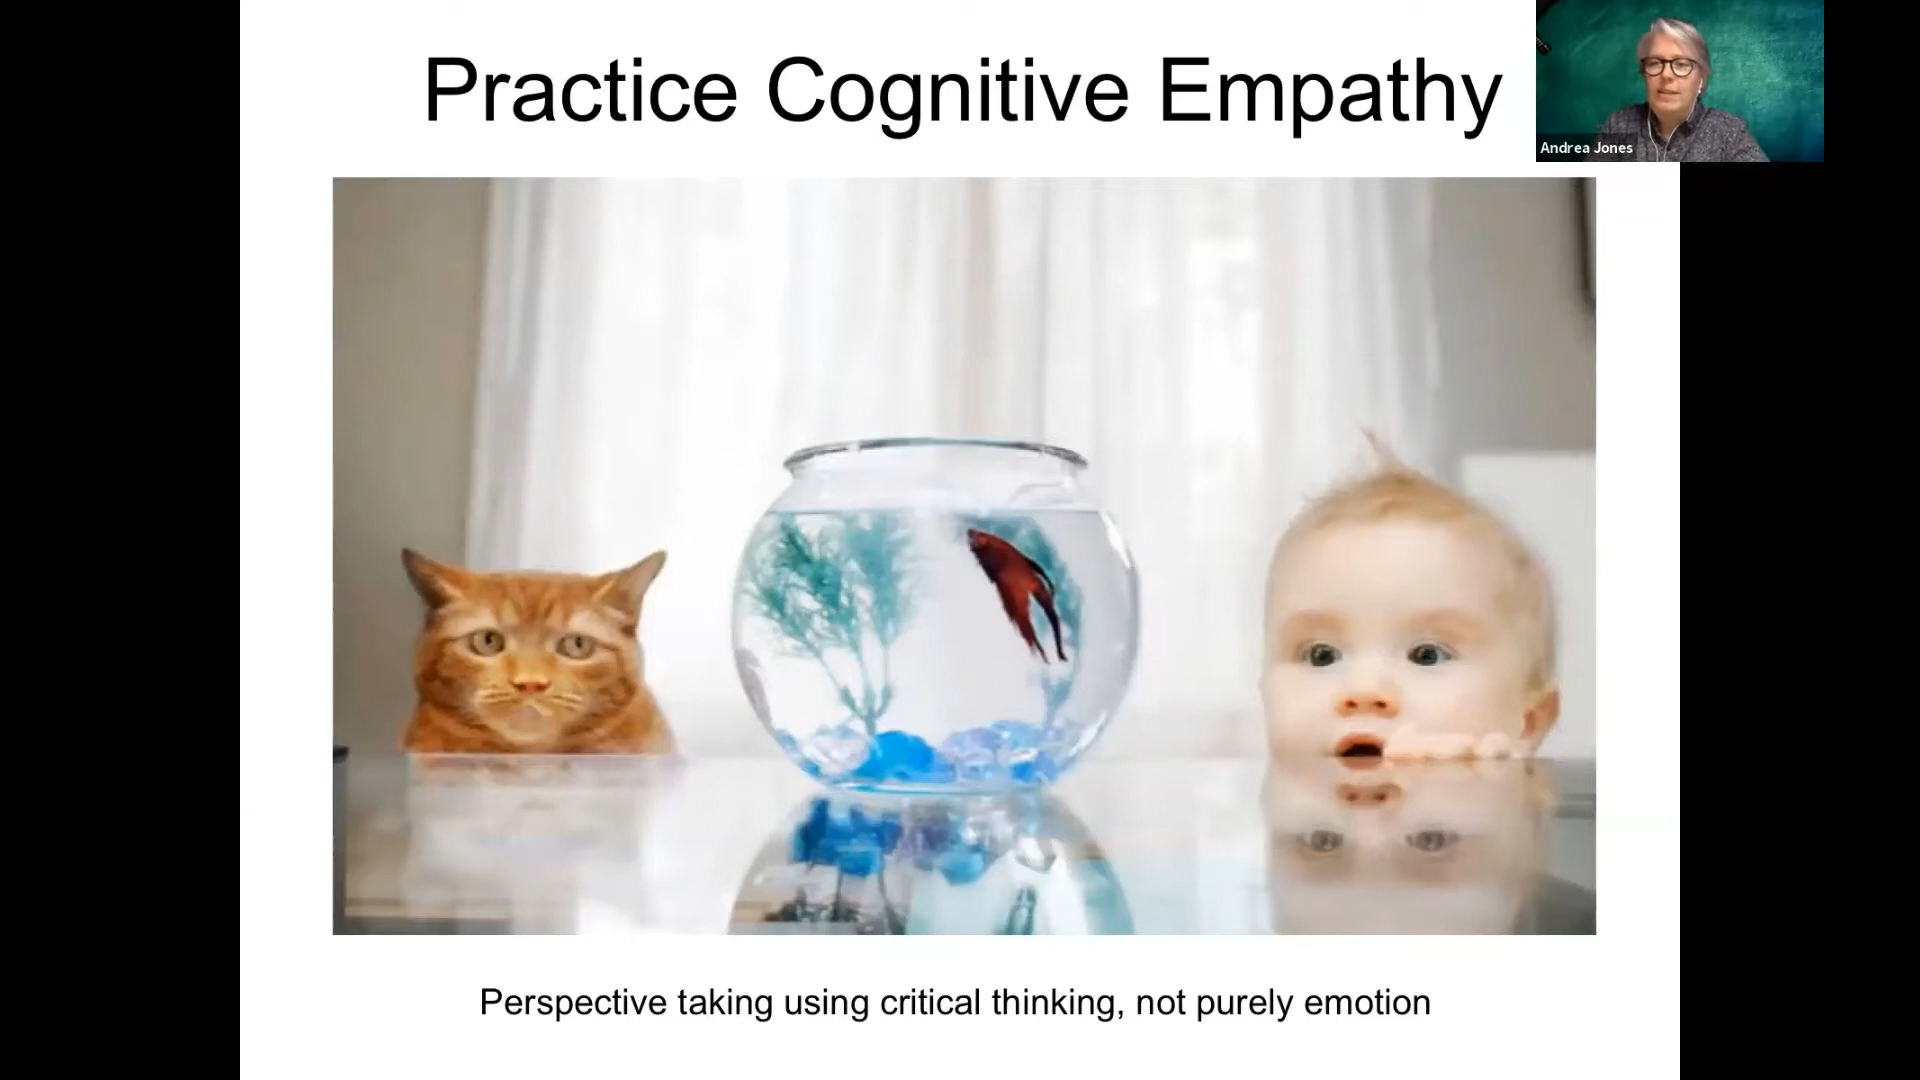 Practice Cognitive Empathy
Andrea Jones
Perspective taking using critical thinking, not purely emotion